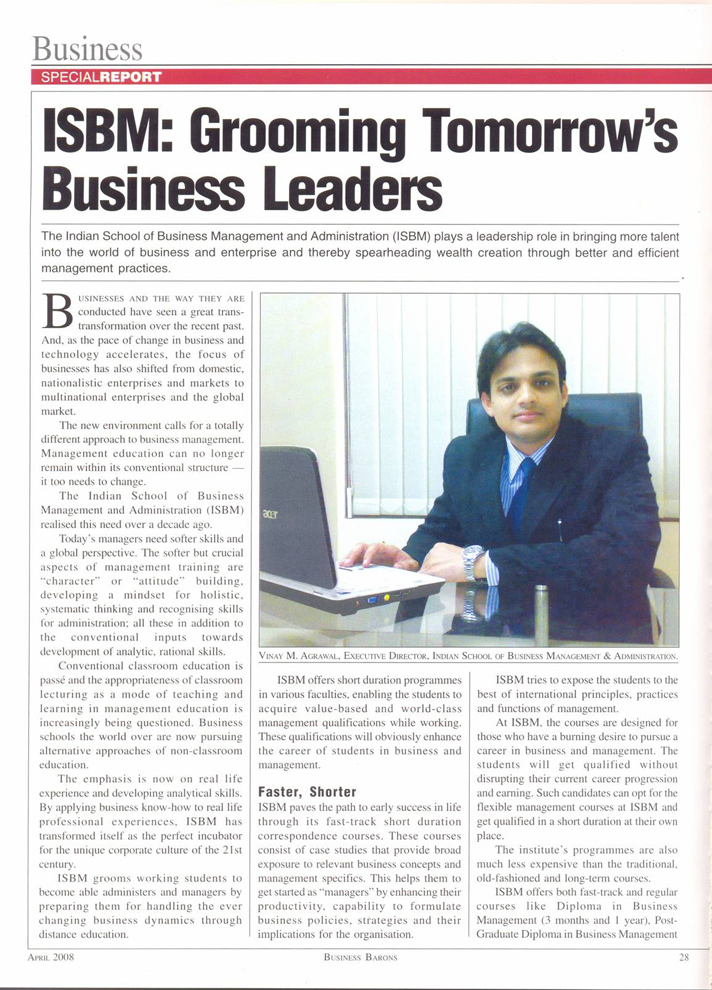 Business
SPECIALREPORT
ISBM: Grooming Tomorrow's
Business Leaders
The Indian School of Business Management and Administration (ISBM) plays a leadership role in bringing more talent
into the world of business and enterprise and thereby spearheading wealth creation through better and efficient
management practices.
BUSINESSES AND THE WAY THEY ARE
conducted have seen a great trans-
transformation over the recent past.
And, as the pace of change in business and
technology accelerates, the focus of
businesses has also shifted from domestic,
nationalistic enterprises and markets to
multinational enterprises and the global
market.
The new environment calls for a totally
different approach to business management.
Management education can no longer
remain within its conventional structure —
it too needs to change.
The Indian School of Business
Management and Administration (ISBM)
realised this need over a decade ago.
Today's managers need softer skills and
a global perspective. The softer but crucial
aspects of management training are
"character" or "attitude" building,
developing a mindset for holistic,
systematic thinking and recognising skills
for administration; all these in addition to
the conventional inputs towards
development of analytic, rational skills.
Conventional classroom education is
passé and the appropriateness of classroom
lecturing as a mode of teaching and
learning in management education is
increasingly being questioned. Business
schools the world over are now pursuing
alternative approaches of non-classroom
education.
The emphasis is now on real life
experience and developing analytical skills.
By applying business know-how to real life
professional experiences, ISBM has
transformed itself as the perfect incubator
for the unique corporate culture of the 21st
century.
ISBM grooms working students to
become able administers and managers by
preparing them for handling the ever
changing business dynamics through
distance education.
acer
VINAY M. AGRAWAL, EXECUTIVE DIRECTOR, INDIAN SCHOOL OF BUSINESS MANAGEMENT & ADMINISTRATION.
ISBM offers short duration programmes
in various faculties, enabling the students to
acquire value-based and world-class
management qualifications while working.
These qualifications will obviously enhance
the career of students in business and
management.
Faster, Shorter
ISBM paves the path to early success in life
through its fast-track short duration
correspondence courses. These courses
consist of case studies that provide broad
exposure to relevant business concepts and
management specifics. This helps them to
get started as "managers" by enhancing their
productivity, capability to formulate
business policies, strategies and their
implications for the organisation.
ISBM tries to expose the students to the
best of international principles, practices
and functions of management.
At ISBM, the courses are designed for
those who have a burning desire to pursue a
career in business and management. The
students will get qualified without
disrupting their current career progression
and earning. Such candidates can opt for the
flexible management courses at ISBM and
get qualified in a short duration at their own
place.
The institute's programmes are also
much less expensive than the traditional,
old-fashioned and long-term courses.
ISBM offers both fast-track and regular
courses like Diploma in Business
Management (3 months and 1 year), Post-
Graduate Diploma in Business Management
APRIL 2008
BUSINESS BARONS
28